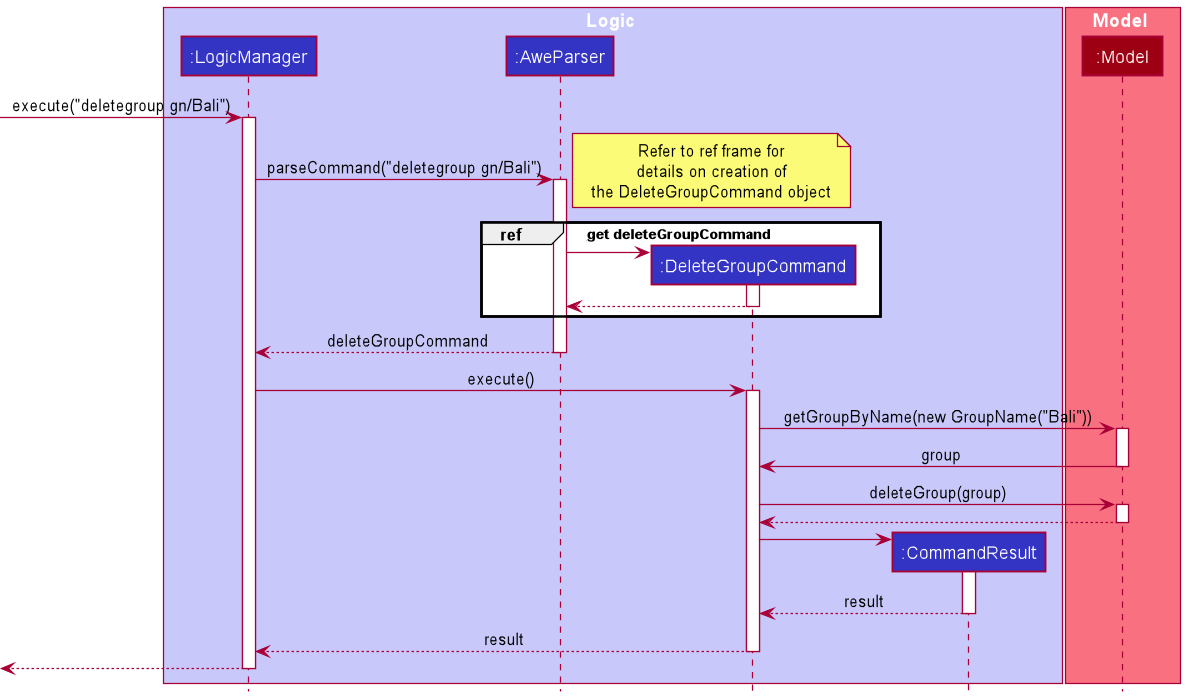 Logic
Model
:LogicManager
:AweParser
:Model
execute("deletegroup gn/Bali")
parseCommand("deletegroup gn/Bali")
Refer to ref frame for
details on creation of
the DeleteGroupCommand object
ref
get deleteGroupCommand
:DeleteGroupCommand
deleteGroupCommand
execute()
getGroupByName(new GroupName("Bali"))
group
deleteGroup(group)
:CommandResult
result
result